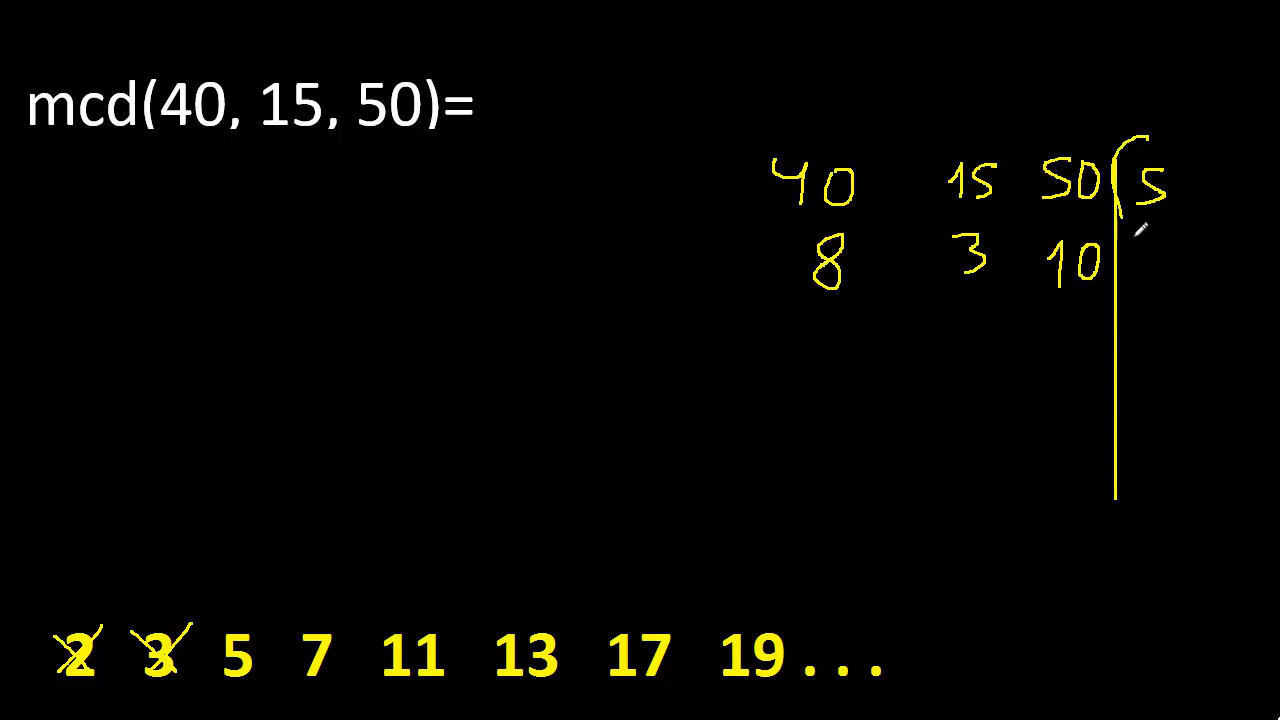 mcd(40, 15, 50)=
40 15 50 5
8 3 10
2 3 5 7 11 13 17 19 . . .